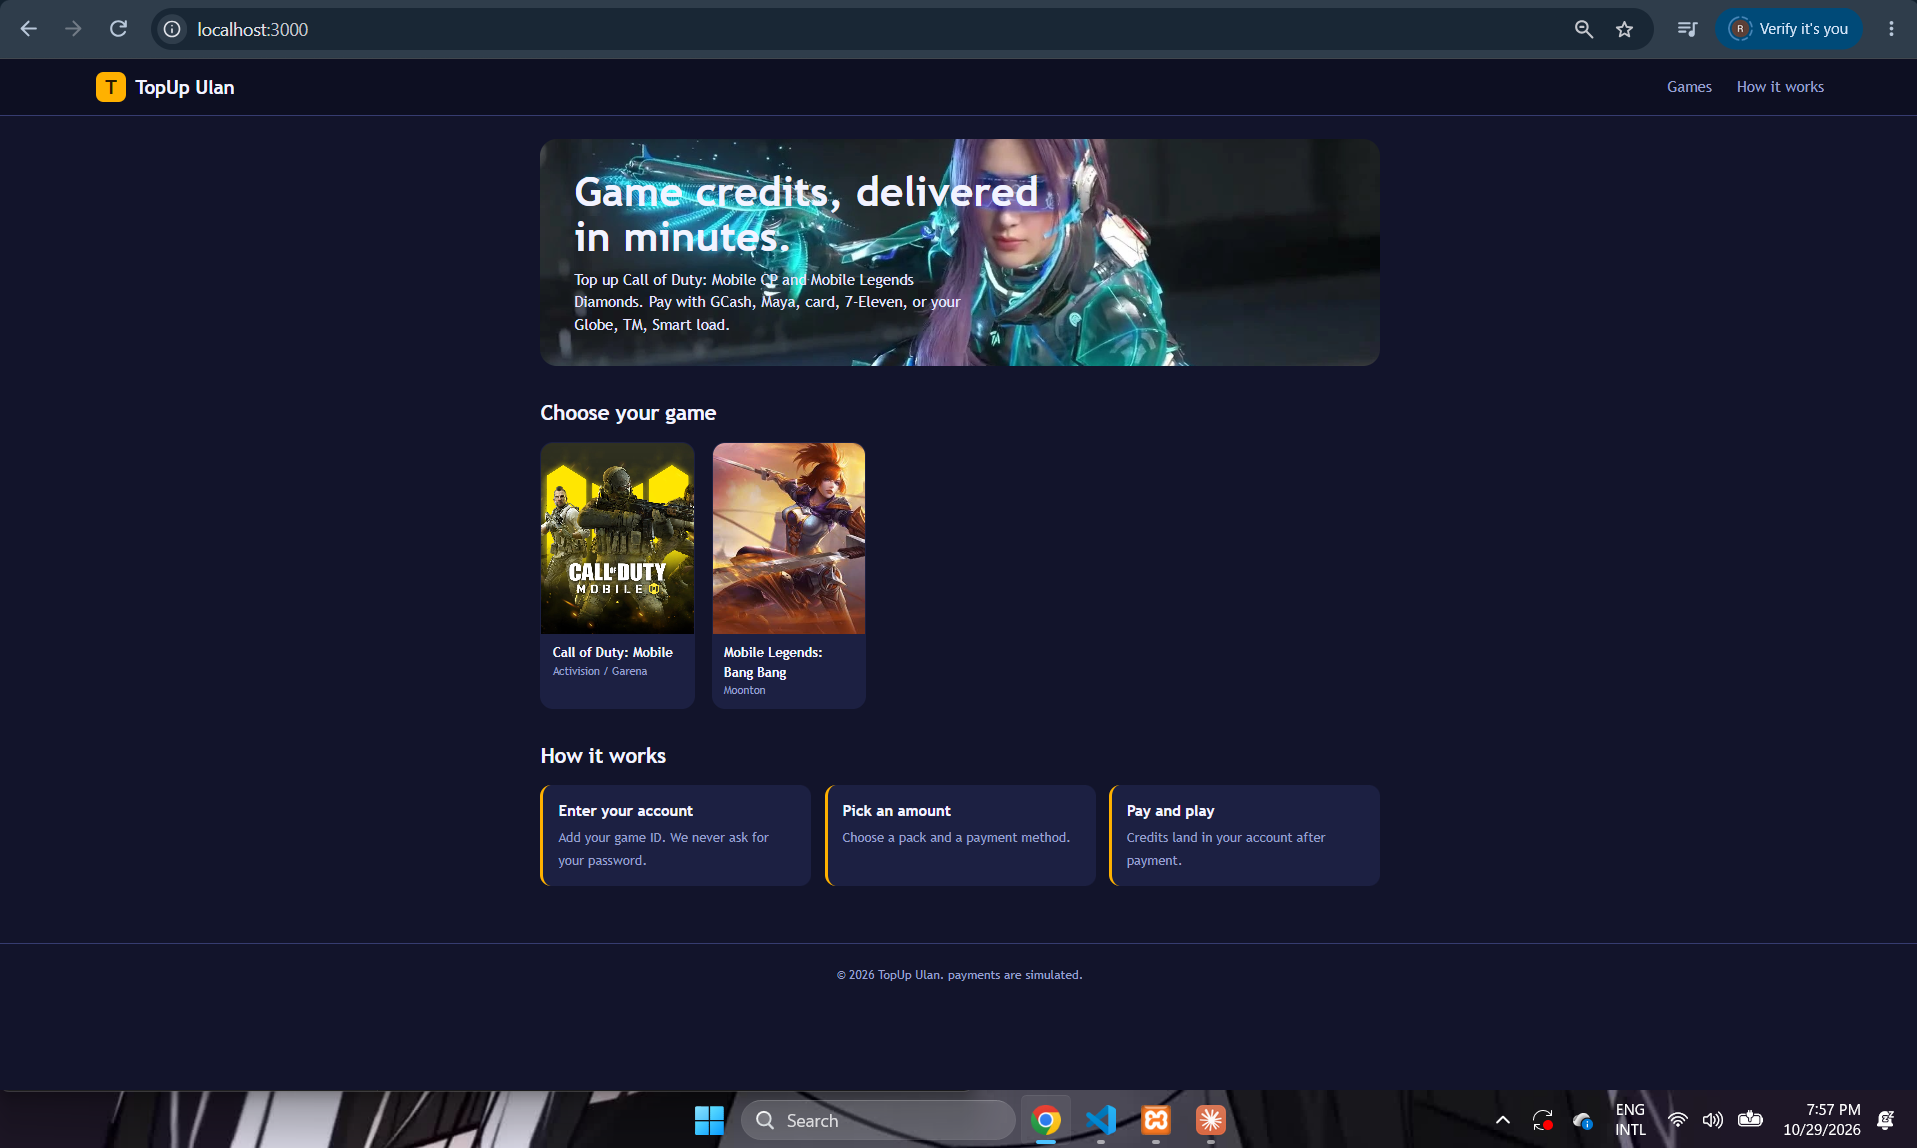 localhost:3000
R Verify it's you
T TopUp Ulan
Games How it works
Game credits, delivered
in minutes.
Top up Call of Duty: Mobile CP and Mobile Legends
Diamonds. Pay with GCash, Maya, card, 7-Eleven, or your
Globe, TM, Smart load.
Choose your game
CALL OF DUTY
MOBILE
Call of Duty: Mobile
Activision / Garena
Mobile Legends:
Bang Bang
Moonton
How it works
Enter your account
Add your game ID. We never ask for
your password.
Pick an amount
Choose a pack and a payment method.
Pay and play
Credits land in your account after
payment.
© 2026 TopUp Ulan. payments are simulated.
Search
ENG
INTL
7:57 PM
10/29/2026